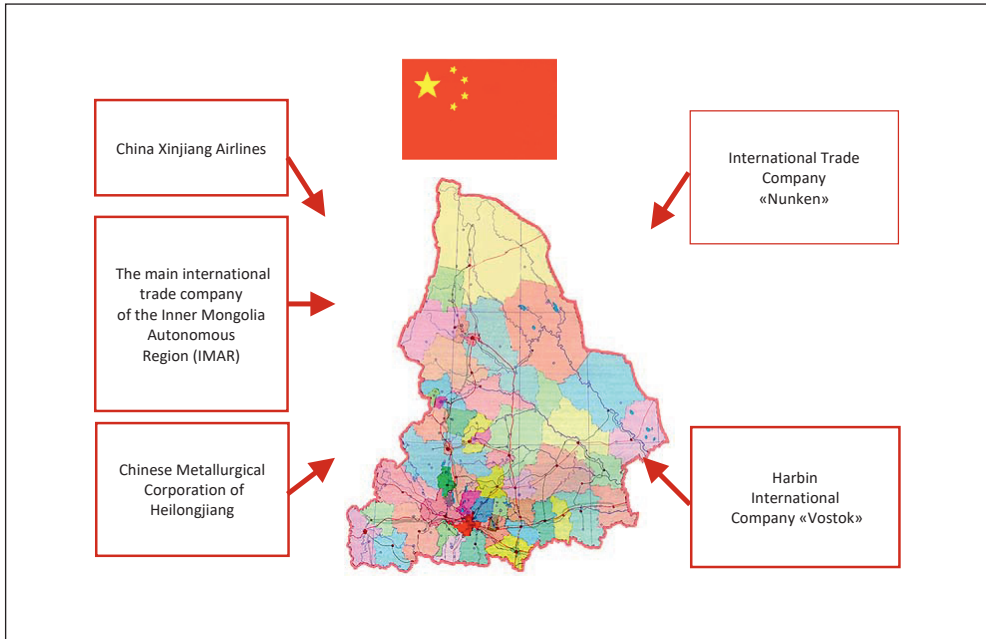 China Xinjiang Airlines
The main international
trade company
of the Inner Mongolia
Autonomous
Region (IMAR)
Chinese Metallurgical
Corporation of
Heilongjiang
International Trade
Company
«Nunken»
Harbin
International
Company «Vostok»